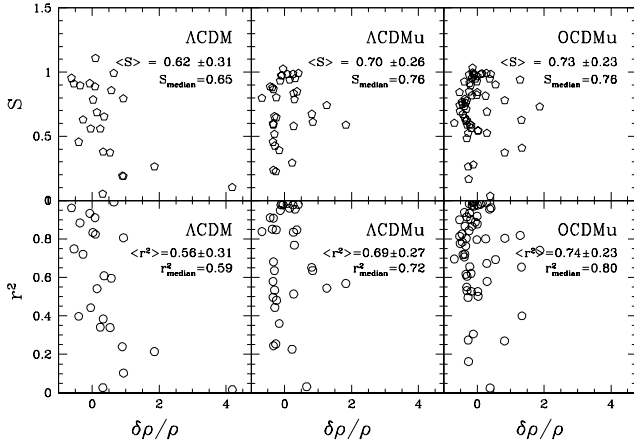 1.5
1
0.5
0
S
ΛCDM
<S> = 0.62 ±0.31
S_median=0.65
ΛCDMu
<S> = 0.70 ±0.26
S_median=0.76
OCDMu
<S> = 0.73 ±0.23
S_median=0.76
0.8
0.6
0.4
0.2
0
r²
ΛCDM
<r²>=0.56±0.31
r²_median=0.59
ΛCDMu
<r²>=0.69±0.27
r²_median=0.72
OCDMu
<r²>=0.74±0.23
r²_median=0.80
0 2 4 0 2 4 0 2 4
δρ/ρ δρ/ρ δρ/ρ